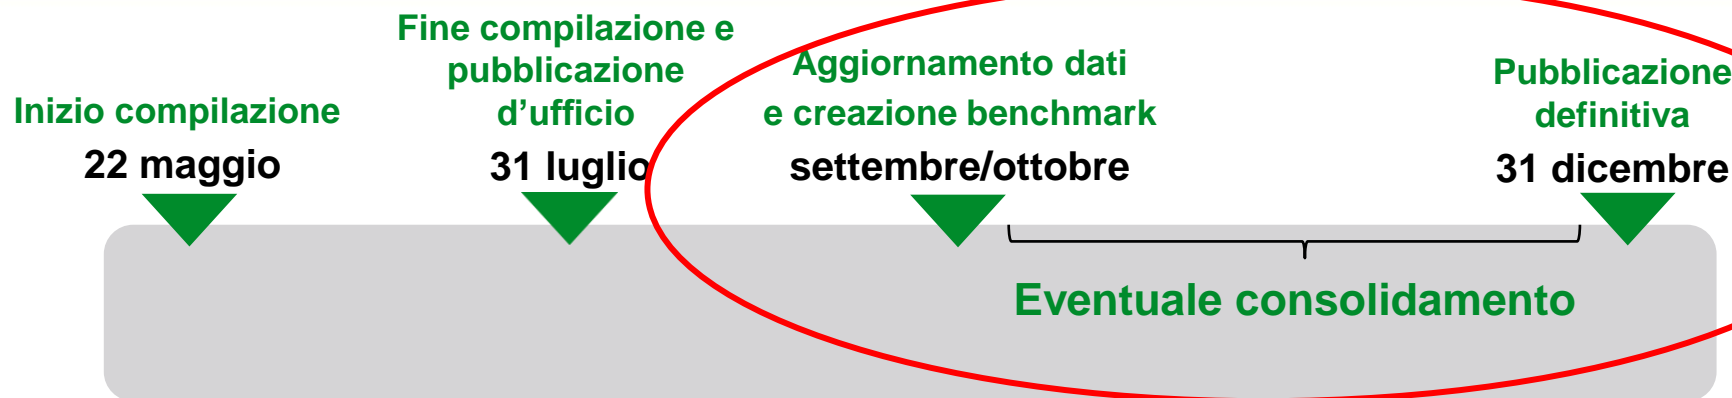 Inizio compilazione
22 maggio
Fine compilazione e
pubblicazione
d’ufficio
31 luglio
Aggiornamento dati
e creazione benchmark
settembre/ottobre
Pubblicazione
definitiva
31 dicembre
Eventuale consolidamento